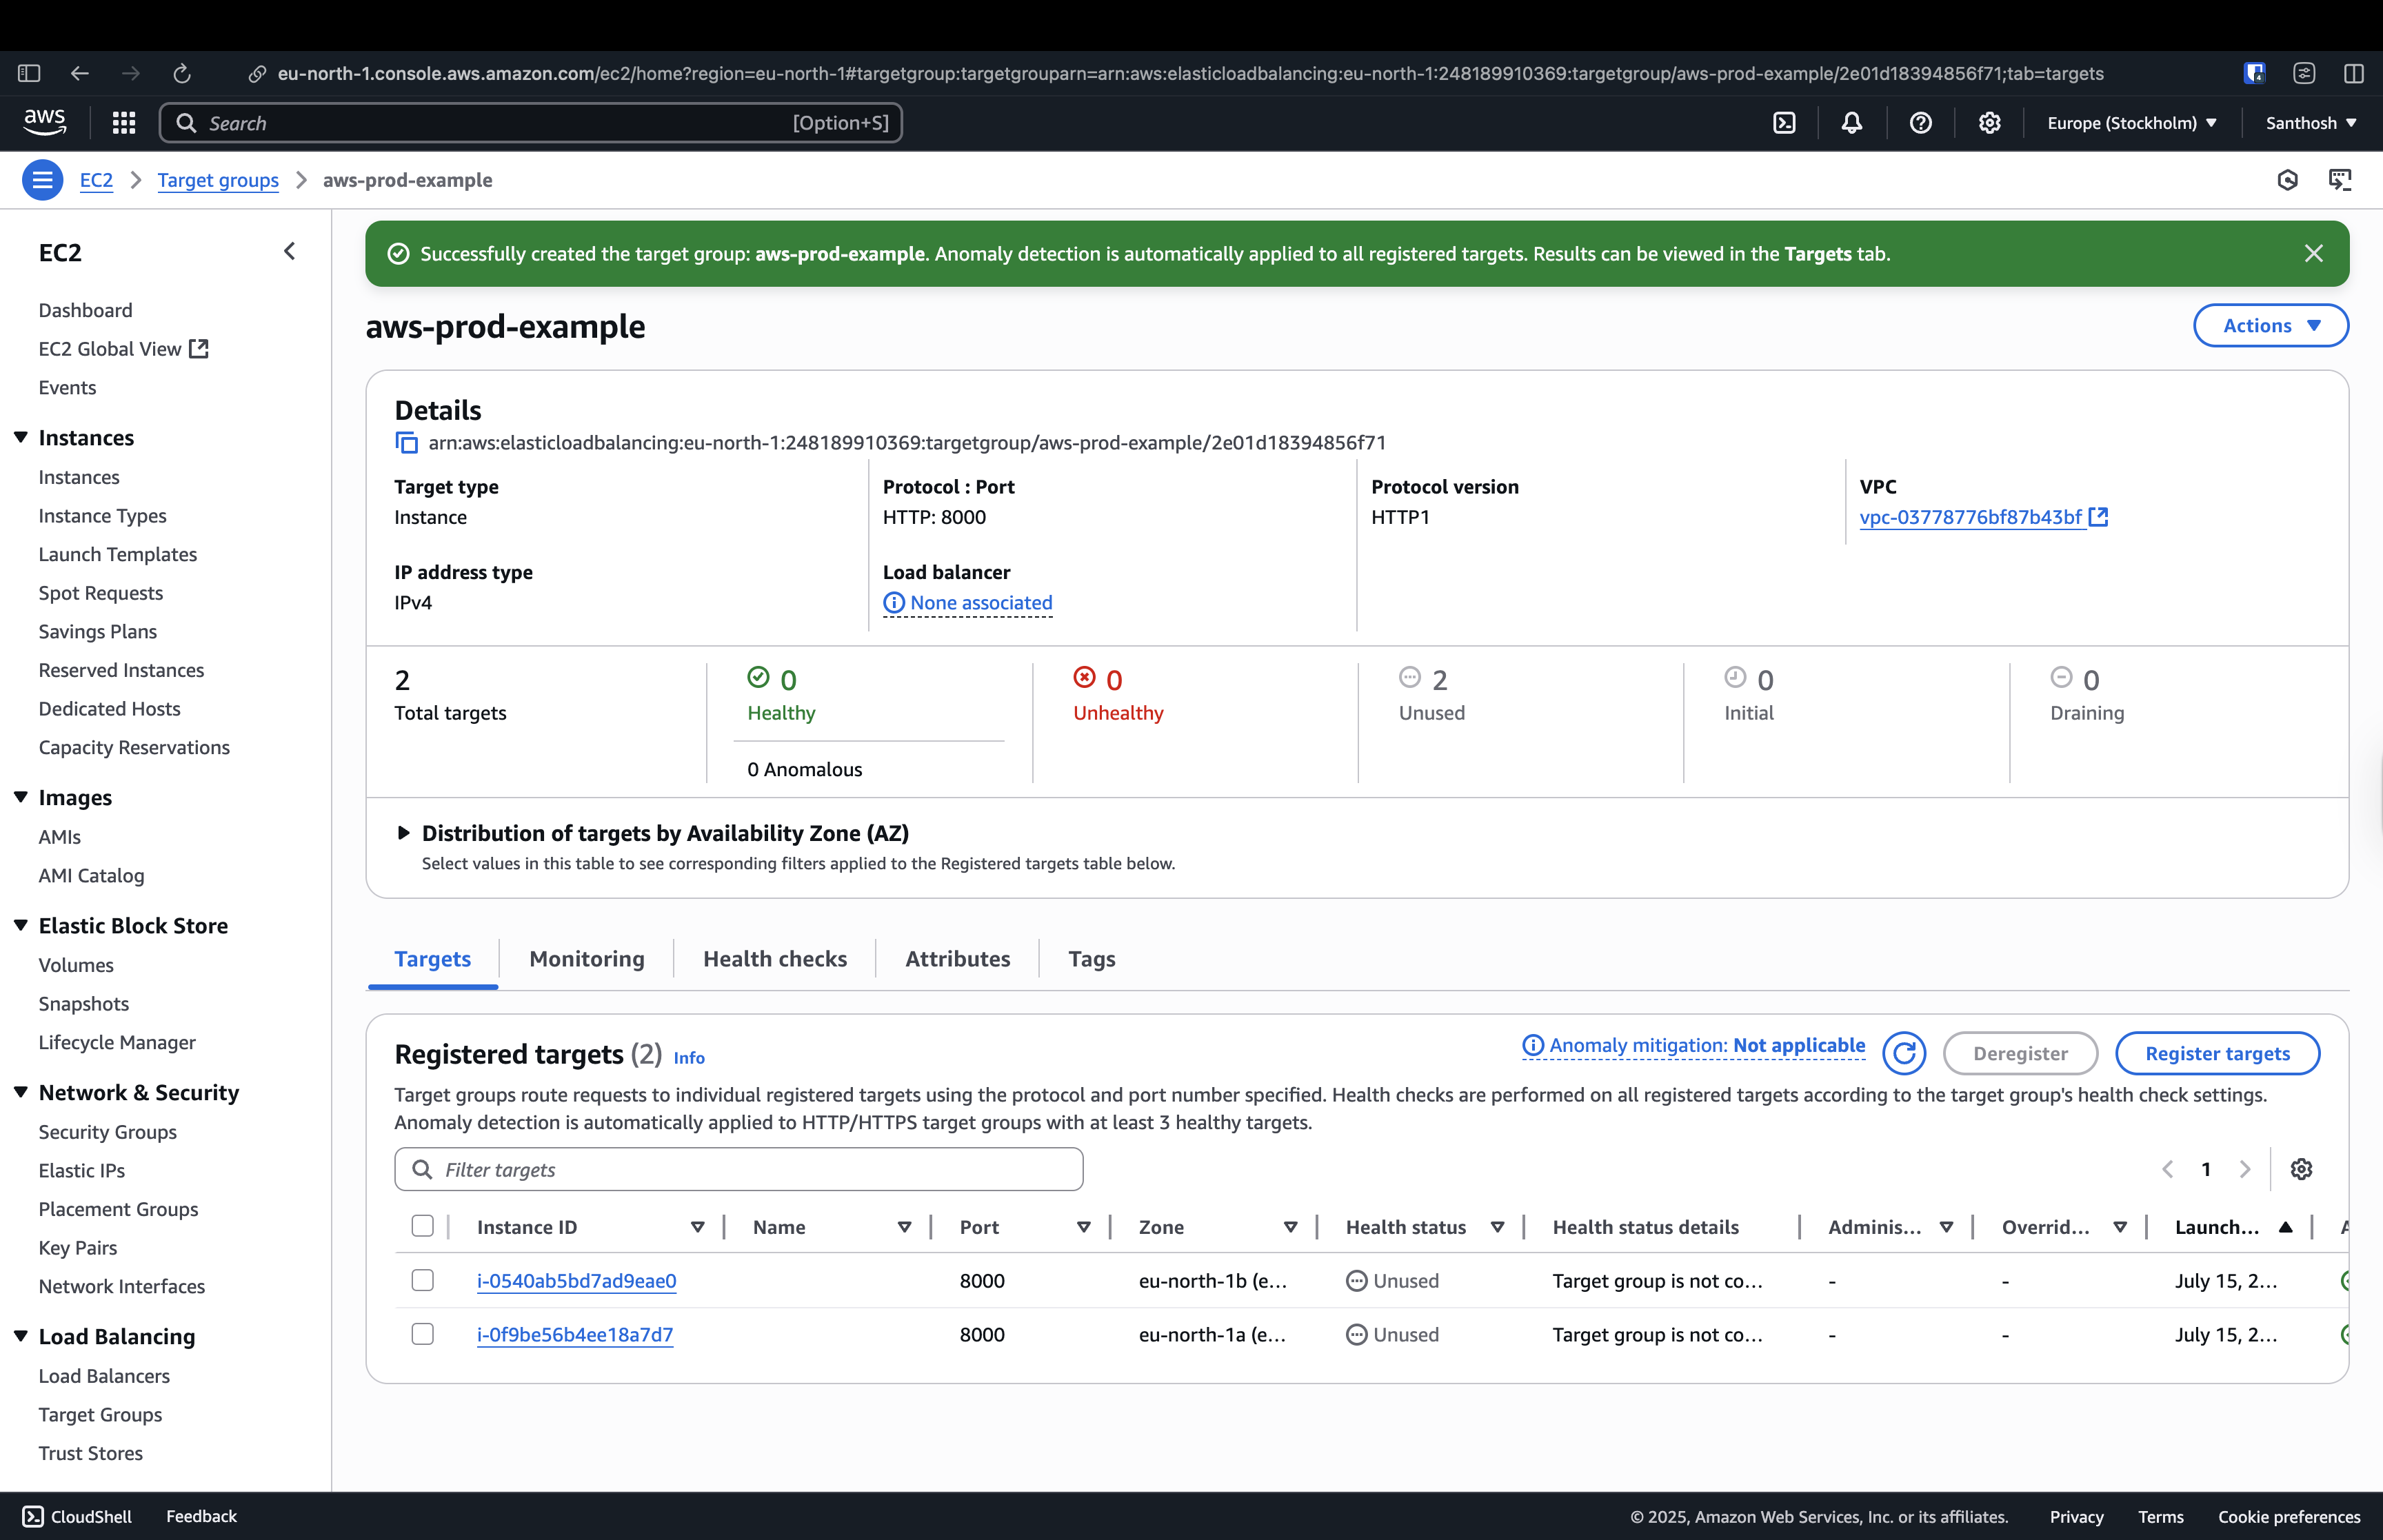 eu-north-1.console.aws.amazon.com/ec2/home?region=eu-north-1#targetgroup:targetgrouparn=arn:aws:elasticloadbalancing:eu-north-1:248189910369:targetgroup/aws-prod-example/2e01d18394856f71;tab=targets
4
aws
Search [Option+S]
Europe (Stockholm)
Santhosh
EC2 Target groups aws-prod-example
EC2
Dashboard
EC2 Global View
Events
Instances
Instances
Instance Types
Launch Templates
Spot Requests
Savings Plans
Reserved Instances
Dedicated Hosts
Capacity Reservations
Images
AMIs
AMI Catalog
Elastic Block Store
Volumes
Snapshots
Lifecycle Manager
Network & Security
Security Groups
Elastic IPs
Placement Groups
Key Pairs
Network Interfaces
Load Balancing
Load Balancers
Target Groups
Trust Stores
Successfully created the target group: aws-prod-example. Anomaly detection is automatically applied to all registered targets. Results can be viewed in the Targets tab.
aws-prod-example
Actions
Details
arn:aws:elasticloadbalancing:eu-north-1:248189910369:targetgroup/aws-prod-example/2e01d18394856f71
Target type
Instance
Protocol : Port
HTTP: 8000
Protocol version
HTTP1
VPC
vpc-03778776bf87b43bf
IP address type
IPv4
Load balancer
None associated
2
Total targets
0
Healthy
0 Anomalous
0
Unhealthy
2
Unused
0
Initial
0
Draining
Distribution of targets by Availability Zone (AZ)
Select values in this table to see corresponding filters applied to the Registered targets table below.
Targets Monitoring Health checks Attributes Tags
Registered targets (2) Info
Anomaly mitigation: Not applicable
Deregister
Register targets
Target groups route requests to individual registered targets using the protocol and port number specified. Health checks are performed on all registered targets according to the target group's health check settings.
Anomaly detection is automatically applied to HTTP/HTTPS target groups with at least 3 healthy targets.
Filter targets
1
Instance ID Name Port Zone Health status Health status details Adminis... Overrid... Launch...
i-0540ab5bd7ad9eae0 8000 eu-north-1b (e... Unused Target group is not co... - - July 15, 2...
i-0f9be56b4ee18a7d7 8000 eu-north-1a (e... Unused Target group is not co... - - July 15, 2...
CloudShell Feedback
© 2025, Amazon Web Services, Inc. or its affiliates. Privacy Terms Cookie preferences